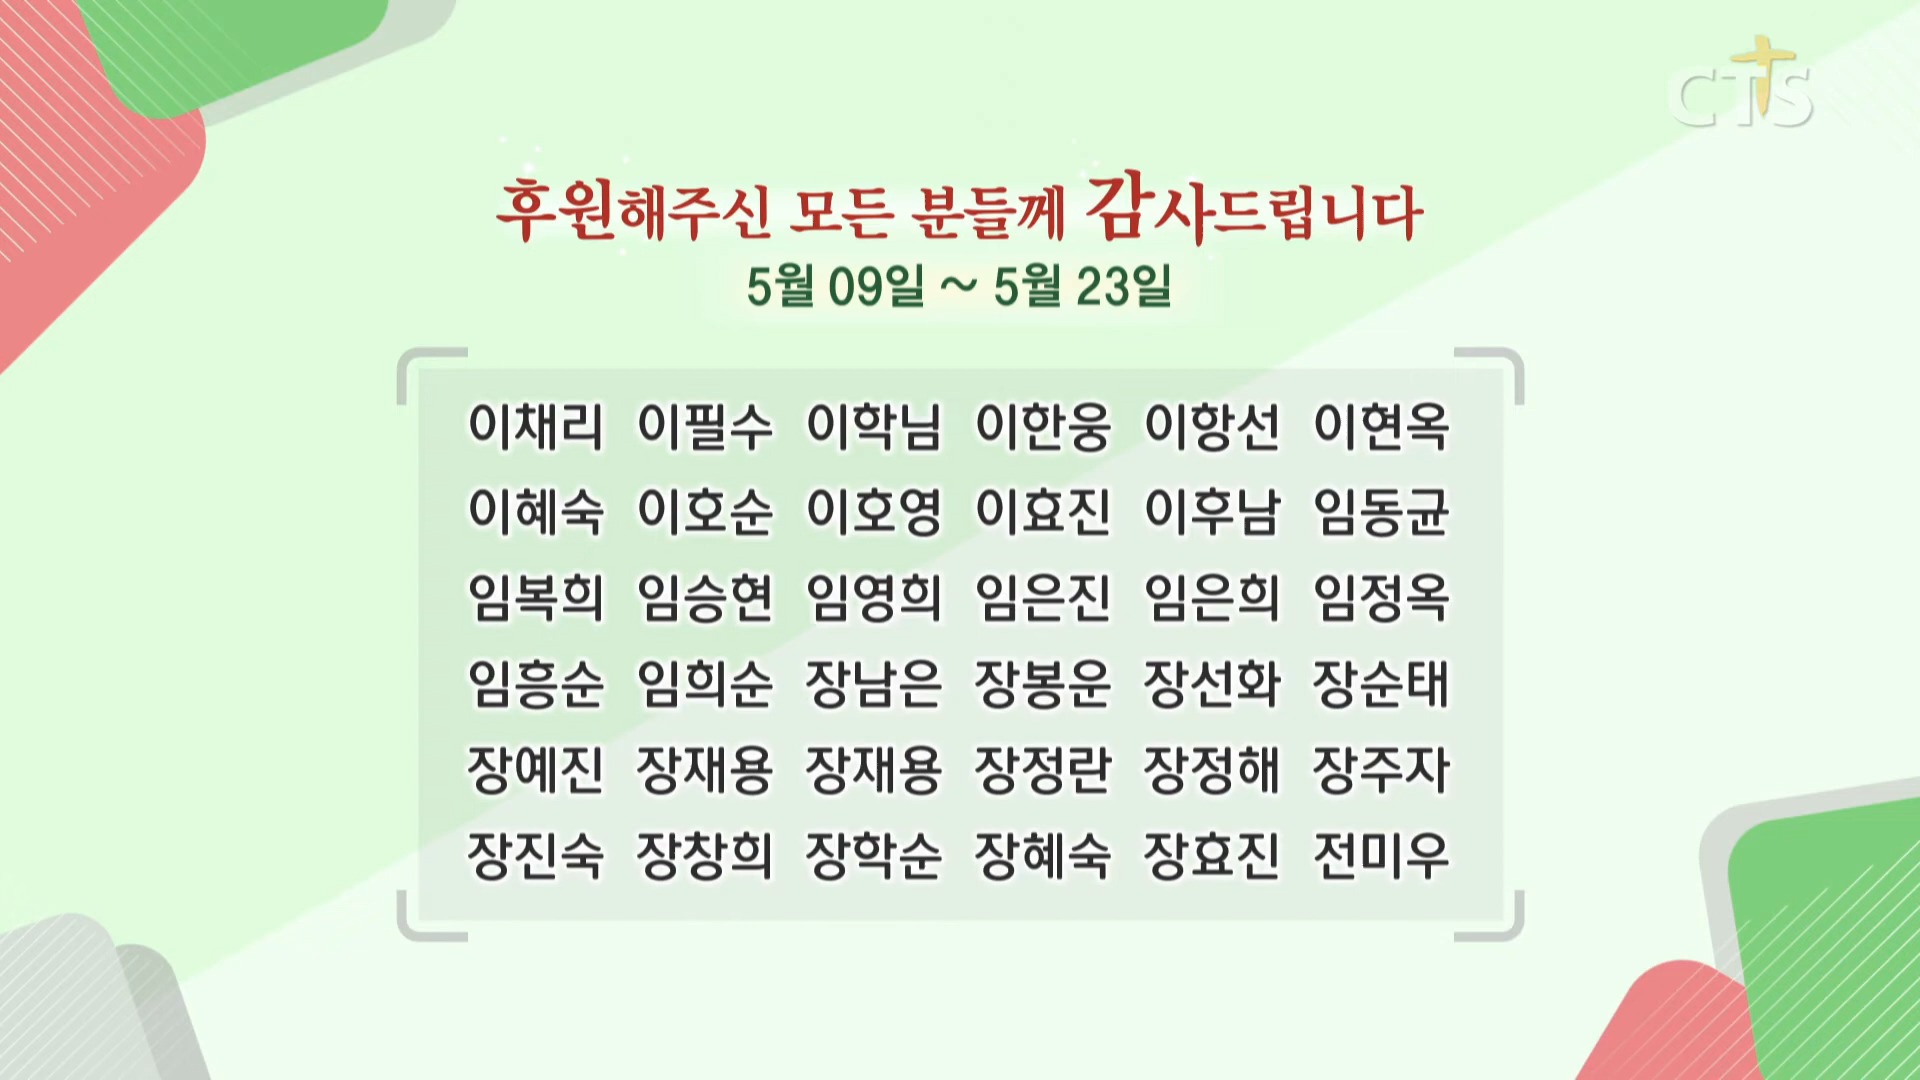 CTS
후원해주신 모든 분들께 감사드립니다
5월 09일 ~ 5월 23일
이채리 이필수 이학님 이한웅 이항선 이현옥
이혜숙 이호순 이호영 이효진 이후남 임동균
임복희 임승현 임영희 임은진 임은희 임정옥
임흥순 임희순 장남은 장봉운 장선화 장순태
장예진 장재용 장재용 장정란 장정해 장주자
장진숙 장창희 장학순 장혜숙 장효진 전미우